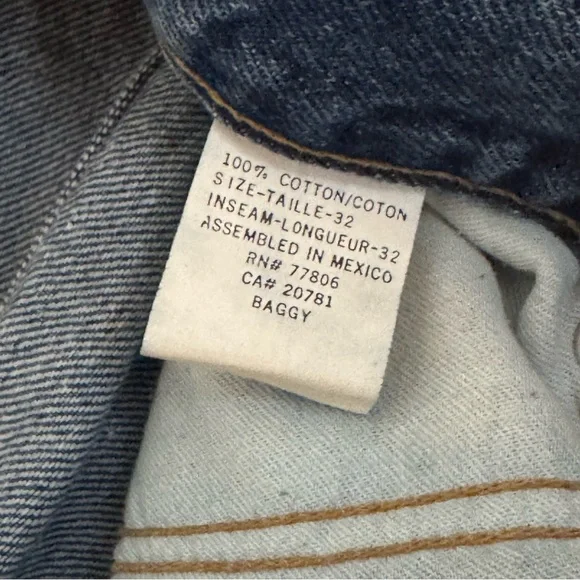 100% COTTON/COTON
SIZE-TAILLE-32
INSEAM-LONGUEUR-32
ASSEMBLED IN MEXICO
RN# 77806
CA# 20781
BAGGY